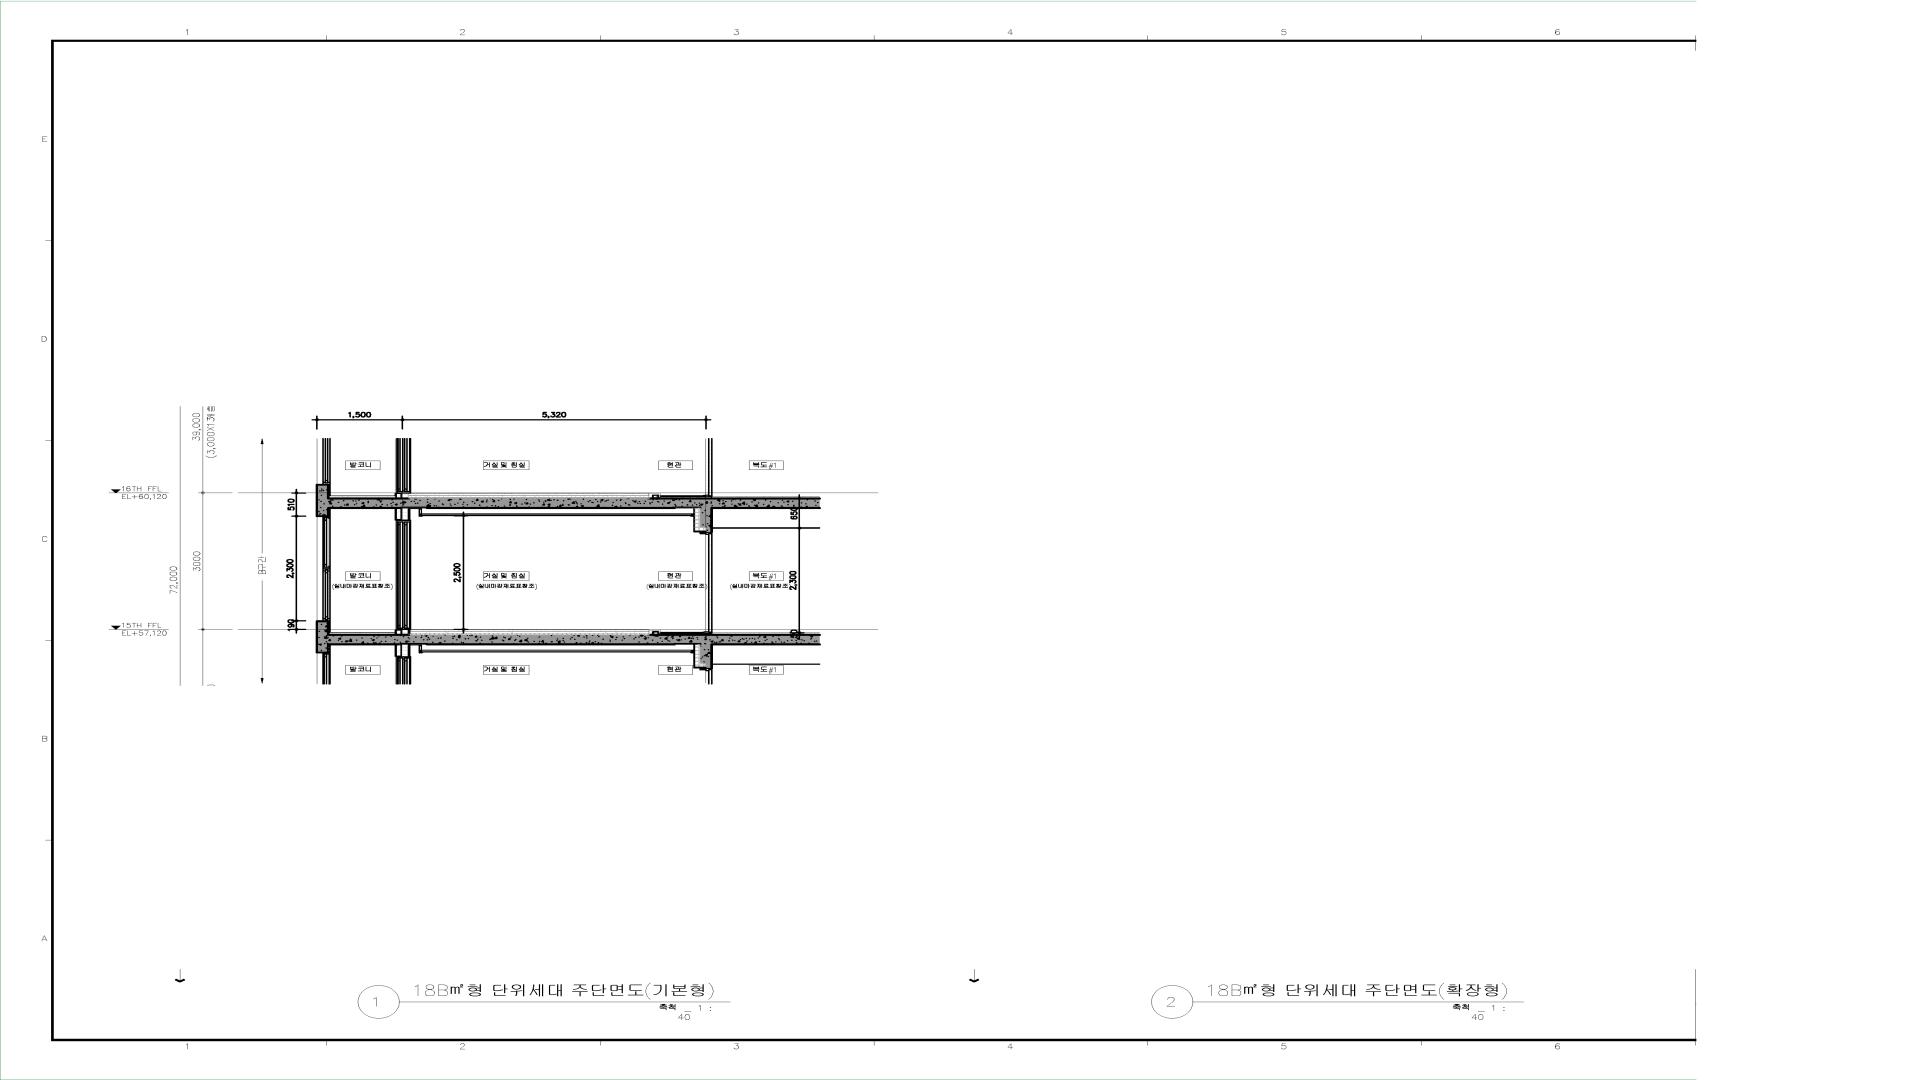 1 2 3 4 5 6
E
D
C
B
A
39,000
(3,000X13개층
1,500 5,320
발코니 거실 및 침실 현관 복도#1
16TH FFL
EL+60,120
510
650
3000
72,000
2,300
2,500
2,300
발코니 거실 및 침실 현관 복도#1
(실내마감재료표참조) (실내마감재료표참조) (실내마감재료표참조) (실내마감재료표참조
15TH FFL
EL+57,120
190
발코니 거실 및 침실 현관 복도#1
1 18B㎡형 단위세대 주단면도(기본형)
축척 _ 1 :
40
2 18B㎡형 단위세대 주단면도(확장형)
축척 _ 1 :
40
1 2 3 4 5 6